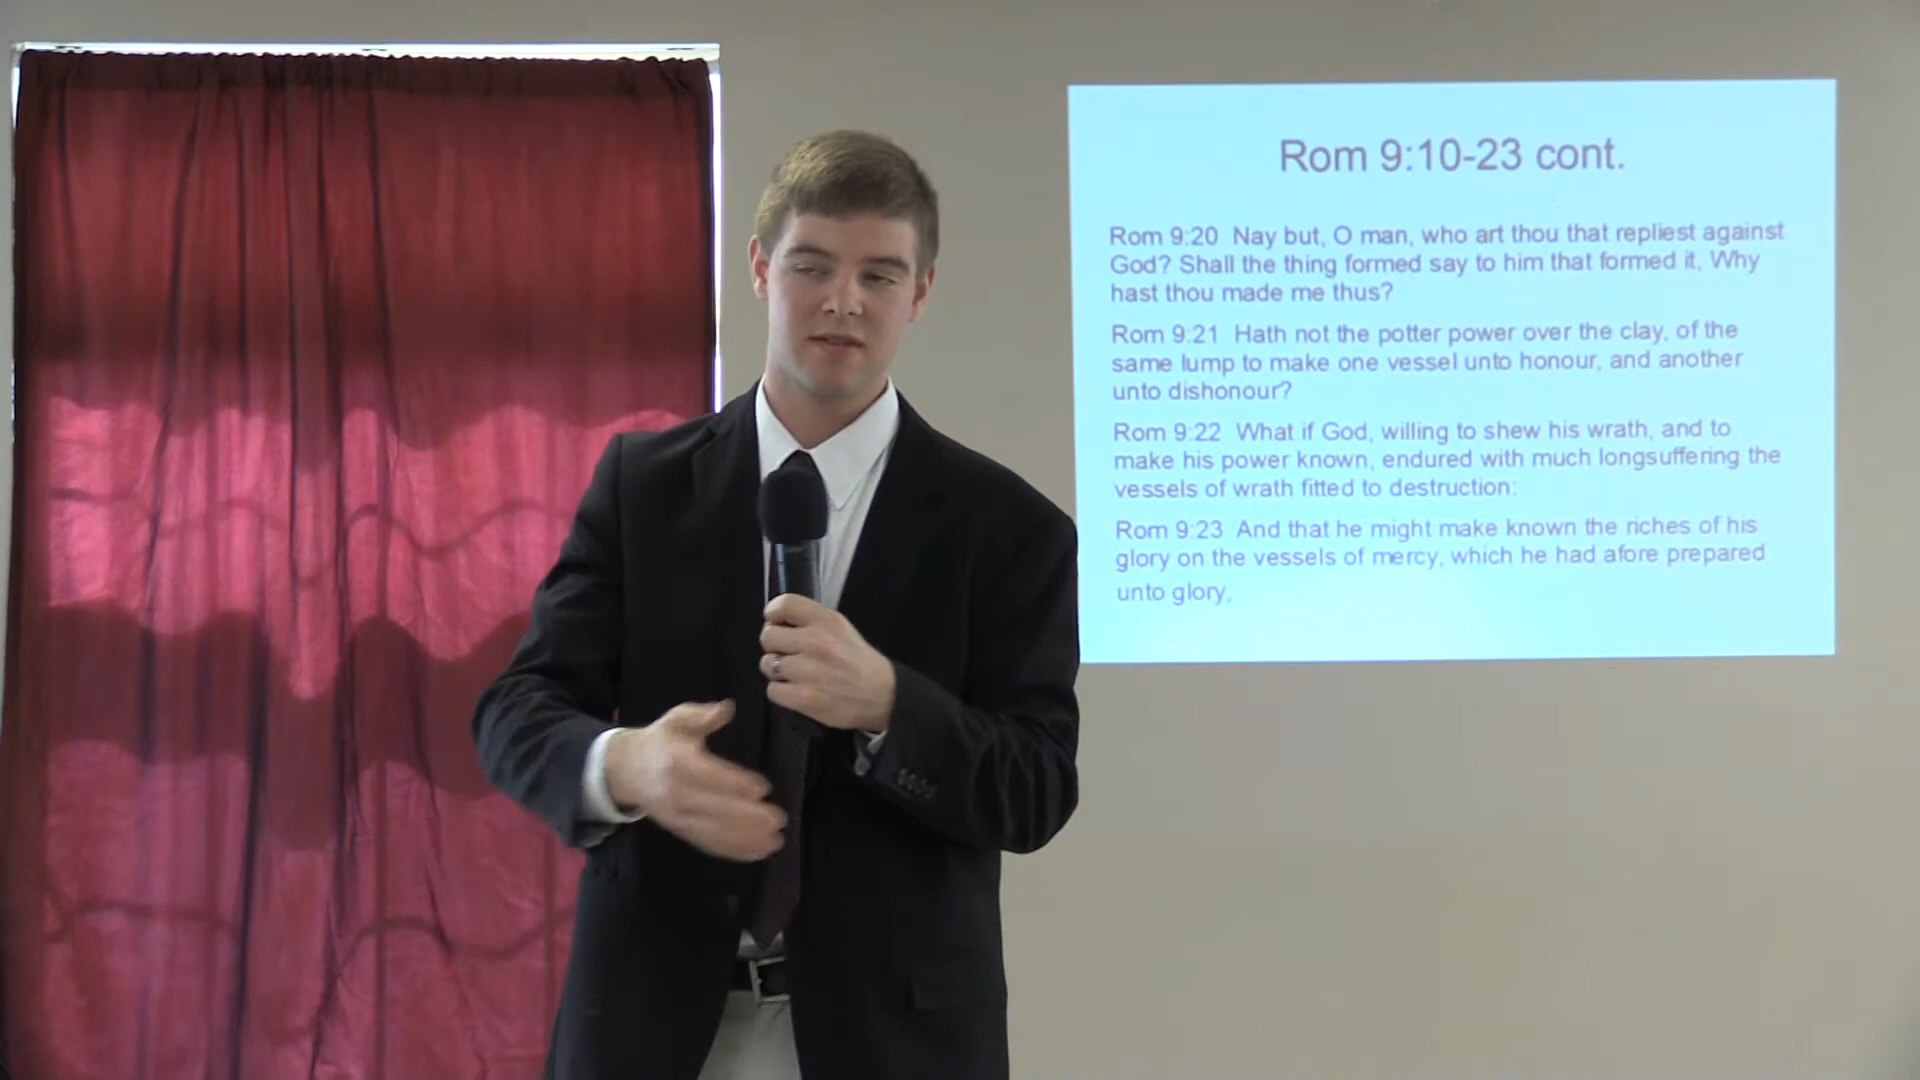 Rom 9:10-23 cont.
Rom 9:20 Nay but, O man, who art thou that repliest against
God? Shall the thing formed say to him that formed it, Why
hast thou made me thus?
Rom 9:21 Hath not the potter power over the clay, of the
same lump to make one vessel unto honour, and another
unto dishonour?
Rom 9:22 What if God, willing to shew his wrath, and to
make his power known, endured with much longsuffering the
vessels of wrath fitted to destruction:
Rom 9:23 And that he might make known the riches of his
glory on the vessels of mercy, which he had afore prepared
unto glory,